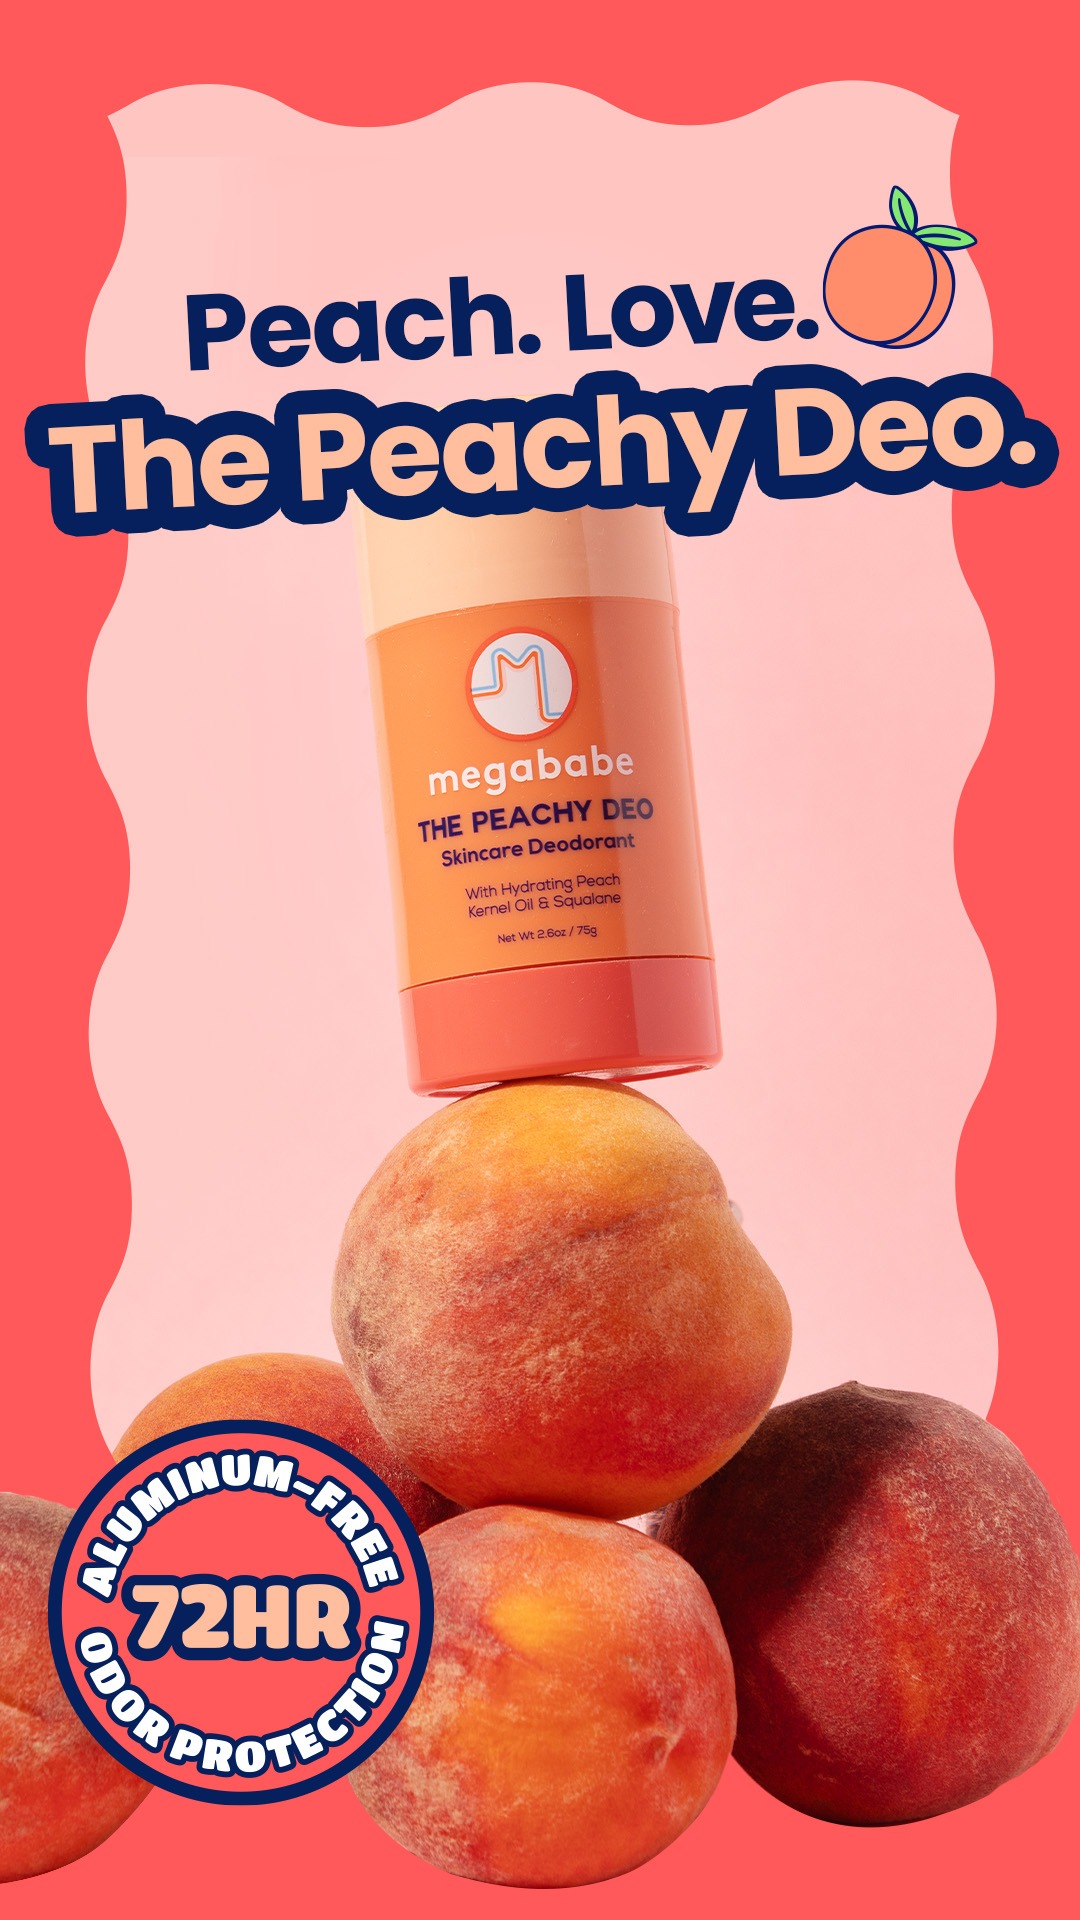 Peach. Love.
The Peachy Deo.
megababe
THE PEACHY DEO
Skincare Deodorant
With Hydrating Peach
Kernel Oil & Squalane
Net Wt 2.6oz / 75g
ALUMINUM-FREE
72HR
ODOR PROTECTION